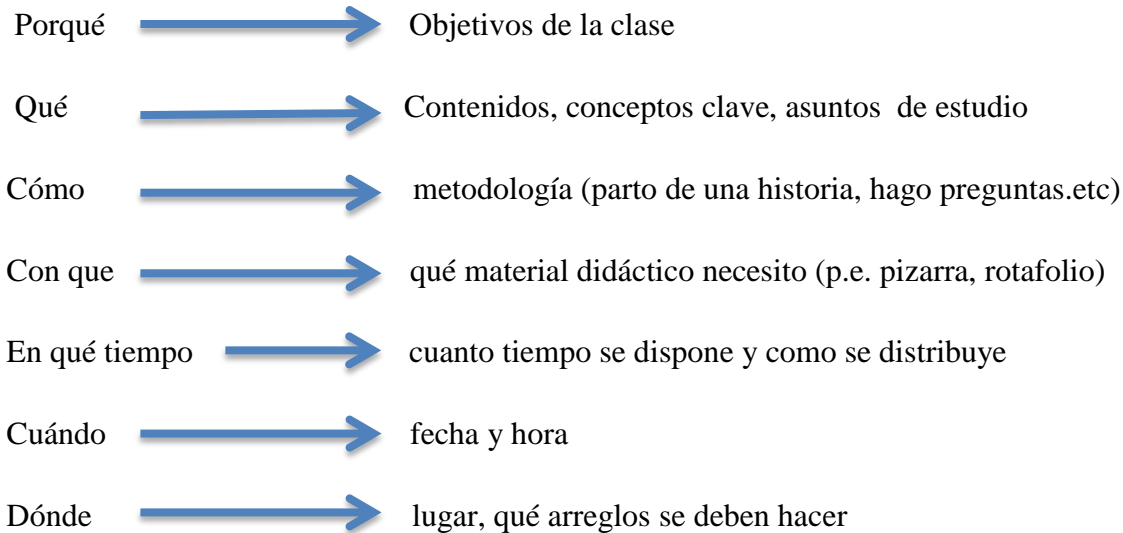 Porqué Objetivos de la clase
Qué Contenidos, conceptos clave, asuntos de estudio
Cómo metodología (parto de una historia, hago preguntas.etc)
Con que qué material didáctico necesito (p.e. pizarra, rotafolio)
En qué tiempo cuanto tiempo se dispone y como se distribuye
Cuándo fecha y hora
Dónde lugar, qué arreglos se deben hacer